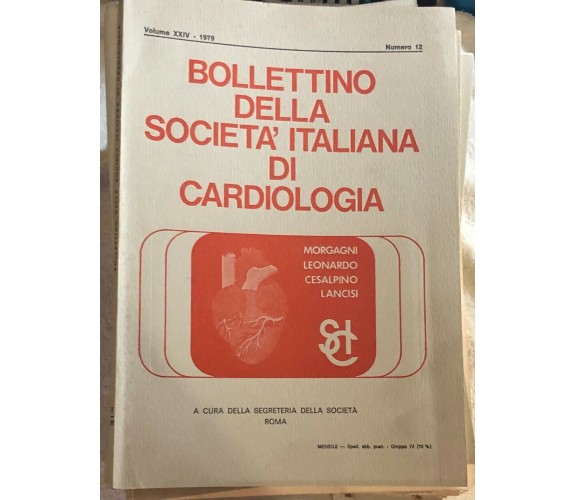 Volume XXIV - 1979
Numero 12
BOLLETTINO
DELLA
SOCIETA' ITALIANA
DI
CARDIOLOGIA
MORGAGNI
LEONARDO
CESALPINO
LANCISI
SIC
A CURA DELLA SEGRETERIA DELLA SOCIETÀ
ROMA
MENSILE — Sped. abb. post. - Gruppo IV (70 %)